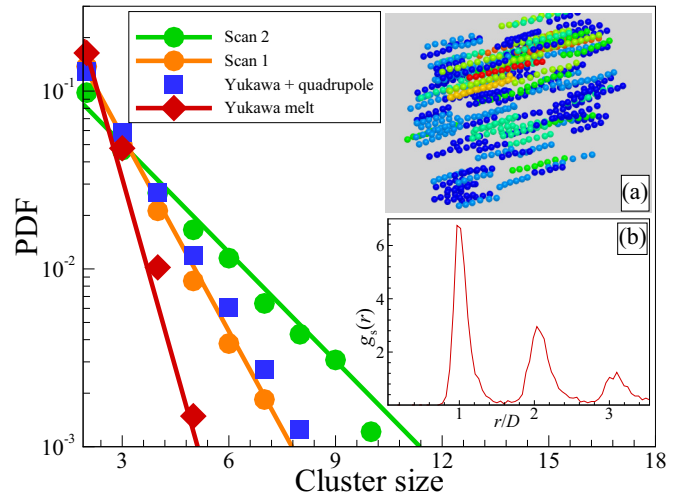 Scan 2
Scan 1
Yukawa + quadrupole
Yukawa melt
(a)
(b)
PDF
10⁻¹
10⁻²
10⁻³
3 6 9 12 15 18
Cluster size
gₛ(r)
6
4
2
1 2 3
r/D